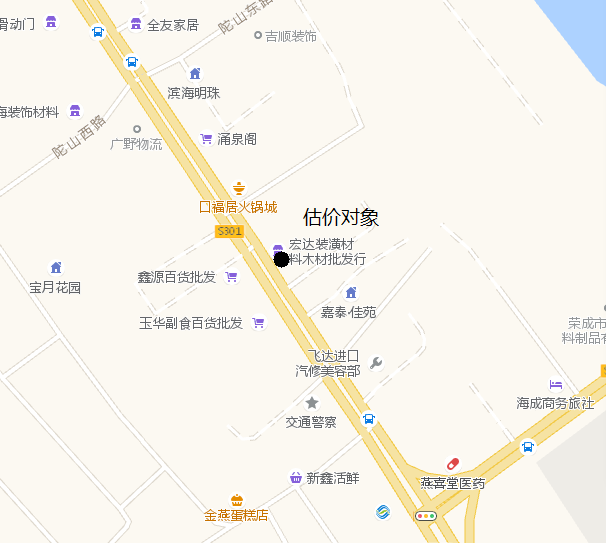 滑动门
全友家居
陀山东路
吉顺装饰
滨海明珠
海装饰材料
陀山西路
广野物流
涌泉阁
口福居火锅城
估价对象
S301
宏达装潢材
料木材批发行
鑫源百货批发
宝月花园
嘉泰·佳苑
玉华副食百货批发
荣成市
料制品有
飞达进口
汽修美容部
海成商务旅社
交通警察
新鑫活鲜
燕喜堂医药
金燕蛋糕店